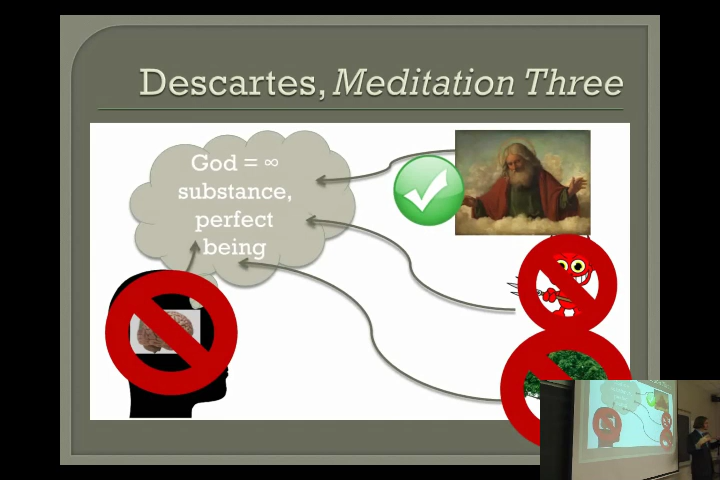 Descartes, Meditation Three
God = ∞
substance,
perfect
being